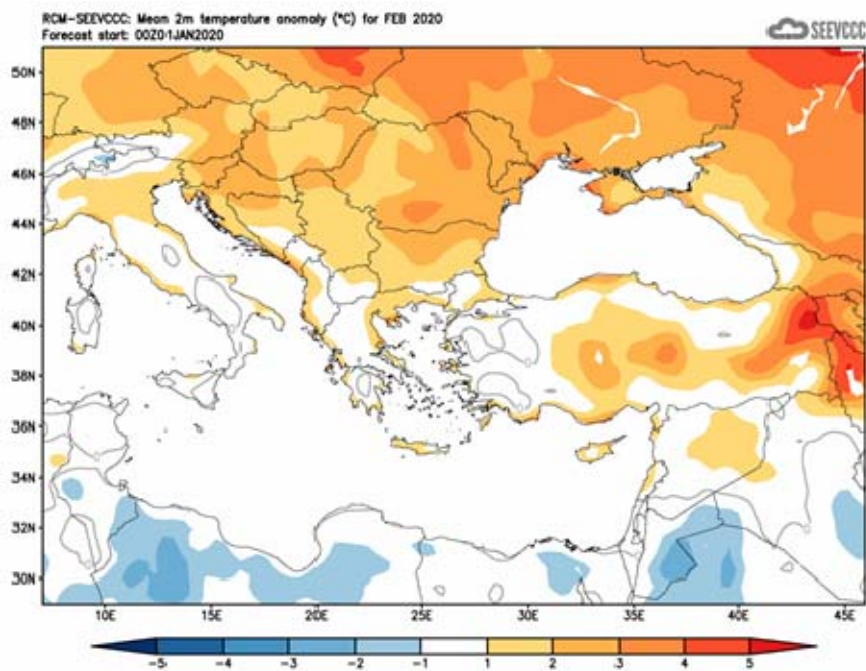 RCM-SEEVCCC: Mean 2m temperature anomaly (°C) for FEB 2020
Forecast start: 00Z01JAN2020
SEEVCCC
50N
48N
46N
44N
42N
40N
38N
36N
34N
32N
30N
10E 15E 20E 25E 30E 35E 40E 45E
-5 -4 -3 -2 -1 1 2 3 4 5